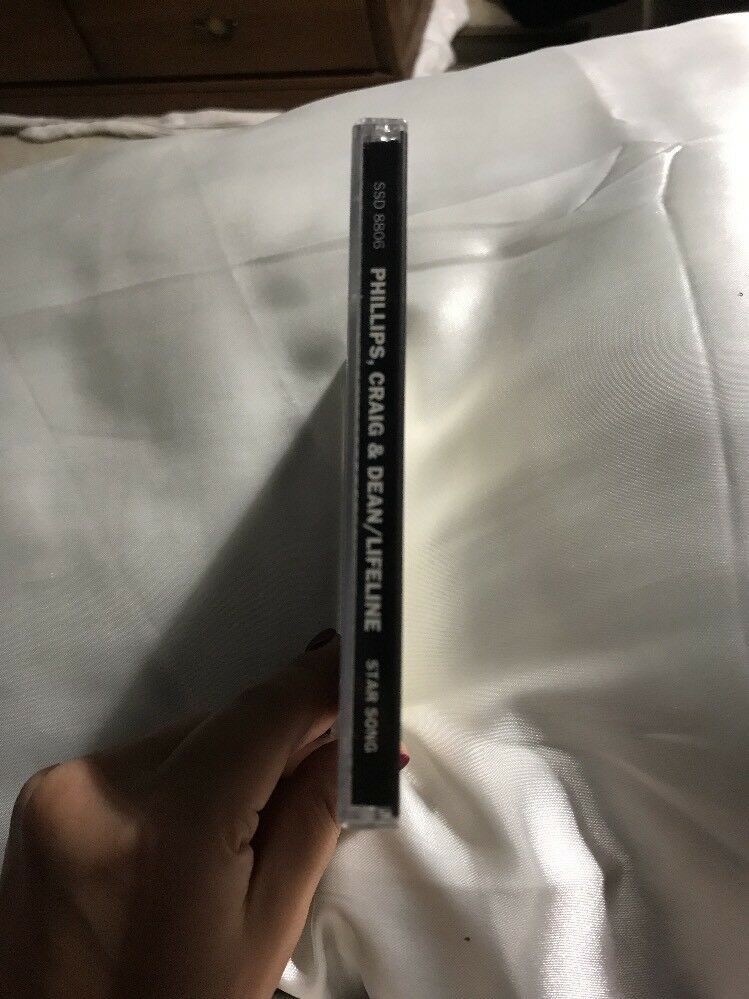 SSD 8806 PHILLIPS, CRAIG & DEAN/LIFELINE STAR SONG